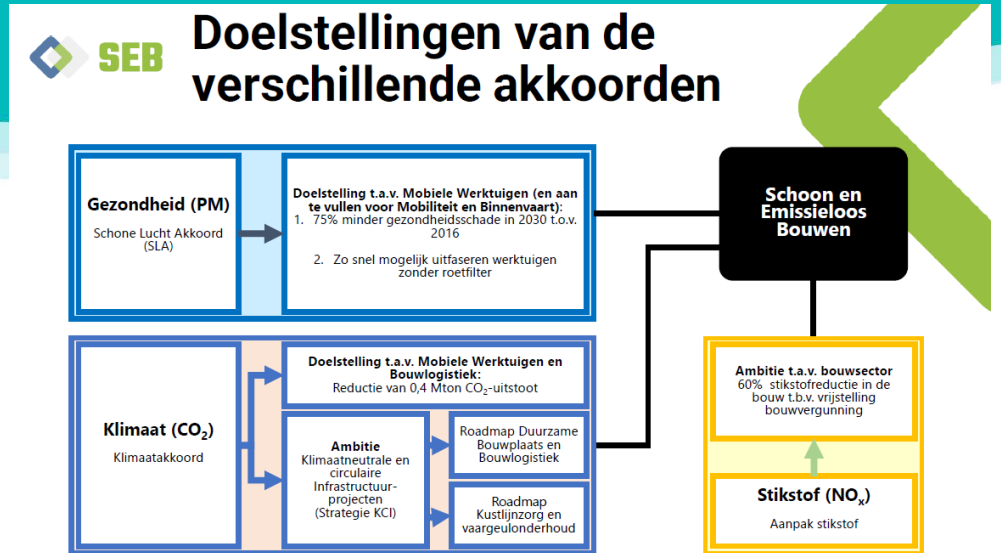 SEB
Doelstellingen van de
verschillende akkoorden
Gezondheid (PM)
Schone Lucht Akkoord
(SLA)
Doelstelling t.a.v. Mobiele Werktuigen (en aan
te vullen voor Mobiliteit en Binnenvaart):
1. 75% minder gezondheidsschade in 2030 t.o.v.
2016
2. Zo snel mogelijk uitfaseren werktuigen
zonder roetfilter
Schoon en
Emissieloos
Bouwen
Klimaat (CO₂)
Klimaatakkoord
Doelstelling t.a.v. Mobiele Werktuigen en
Bouwlogistiek:
Reductie van 0,4 Mton CO₂-uitstoot
Ambitie
Klimaatneutrale en
circulaire
Infrastructuur-
projecten
(Strategie KCI)
Roadmap Duurzame
Bouwplaats en
Bouwlogistiek
Roadmap
Kustlijnzorg en
vaargeulonderhoud
Ambitie t.a.v. bouwsector
60% stikstofreductie in de
bouw t.b.v. vrijstelling
bouwvergunning
Stikstof (NOₓ)
Aanpak stikstof